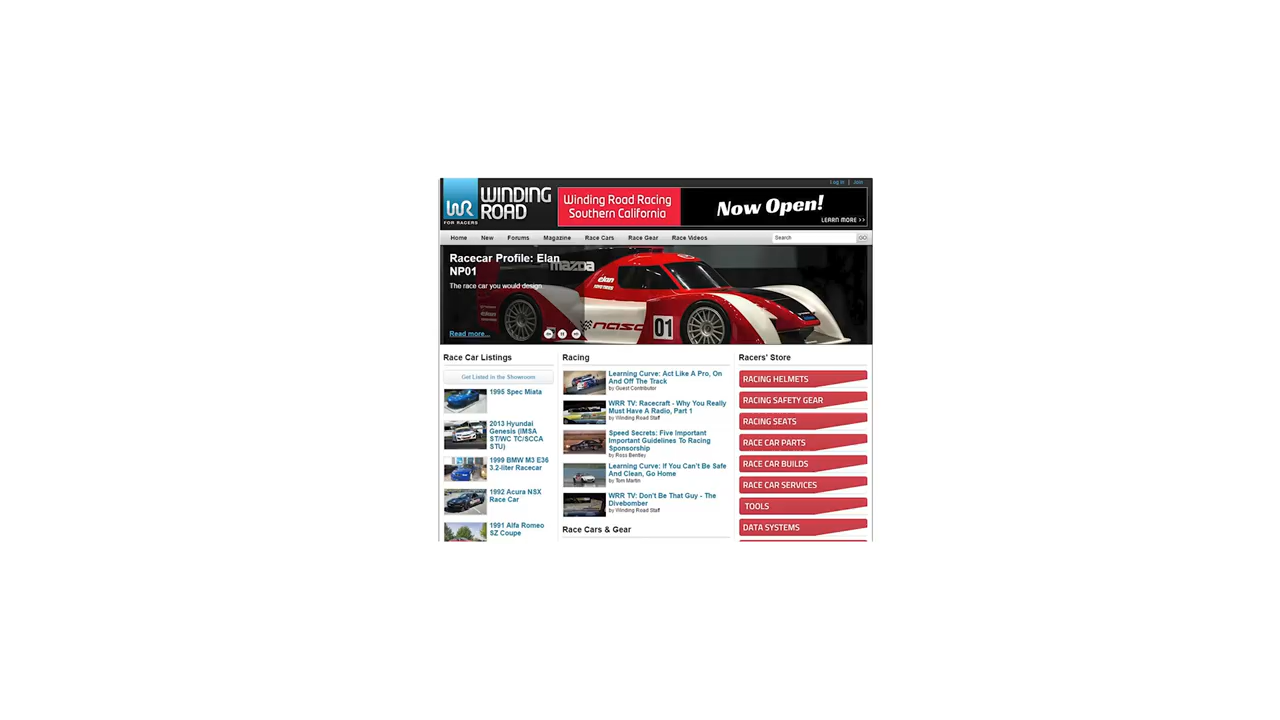 Log In | Join
WR
FOR RACERS
WINDING
ROAD
Winding Road Racing
Southern California
Now Open!
LEARN MORE >>
Home New Forums Magazine Race Cars Race Gear Race Videos
Search GO
Racecar Profile: Elan
NP01
The race car you would design
Read more...
mazda
elan
nasa
01
Race Car Listings
Get Listed in the Showroom
1995 Spec Miata
2013 Hyundai
Genesis (IMSA
ST/WC TC/SCCA
STU)
1999 BMW M3 E36
3.2-liter Racecar
1992 Acura NSX
Race Car
1991 Alfa Romeo
SZ Coupe
Racing
Learning Curve: Act Like A Pro, On
And Off The Track
by Guest Contributor
WRR TV: Racecraft - Why You Really
Must Have A Radio, Part 1
by Winding Road Staff
Speed Secrets: Five Important
Important Guidelines To Racing
Sponsorship
by Ross Bentley
Learning Curve: If You Can't Be Safe
And Clean, Go Home
by Tom Martin
WRR TV: Don't Be That Guy - The
Divebomber
by Winding Road Staff
Race Cars & Gear
Racers' Store
RACING HELMETS
RACING SAFETY GEAR
RACING SEATS
RACE CAR PARTS
RACE CAR BUILDS
RACE CAR SERVICES
TOOLS
DATA SYSTEMS